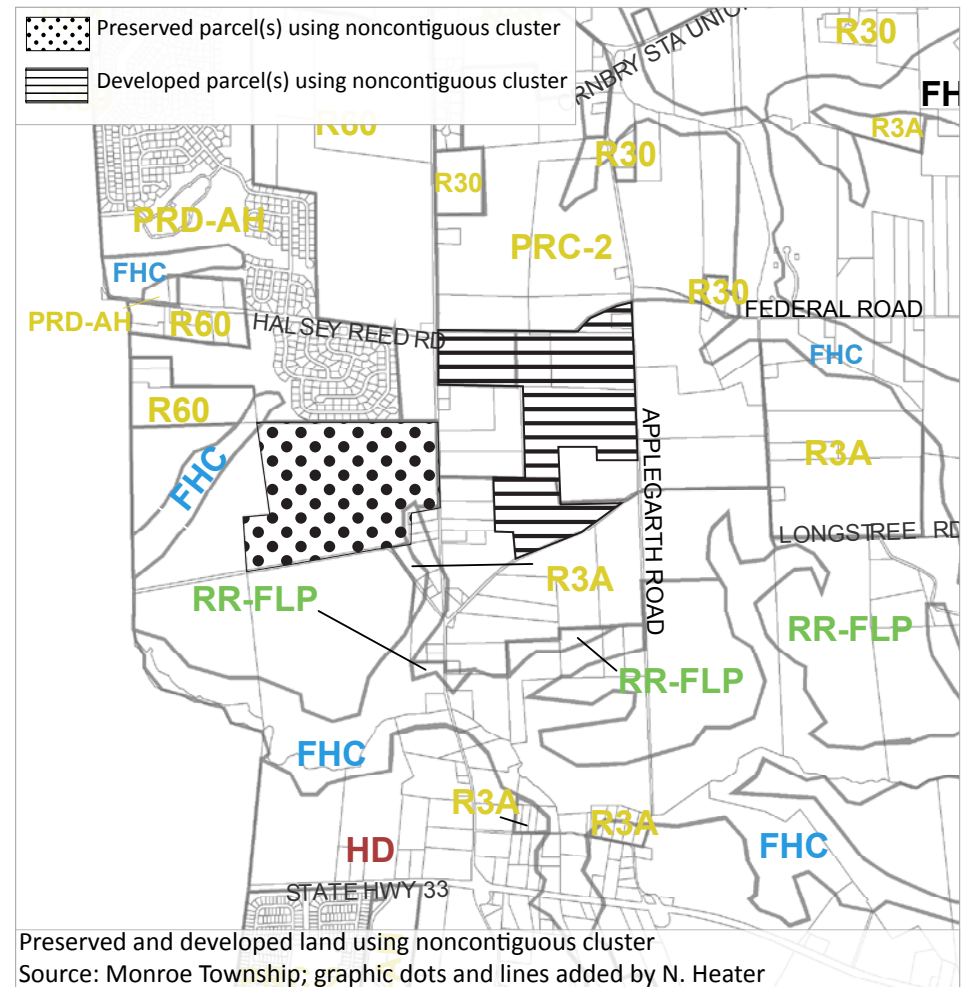 Preserved parcel(s) using noncontiguous cluster
Developed parcel(s) using noncontiguous cluster
R30
FH
R3A
R60
R30
R30
PRD-AH
PRC-2
FHC
R30
FEDERAL ROAD
PRD-AH
R60
HALSEY REED RD
FHC
R60
APPLEGARTH ROAD
R3A
FHC
LONGSTREE RD
R3A
RR-FLP
RR-FLP
RR-FLP
FHC
R3A
R3A
FHC
HD
STATE HWY 33
Preserved and developed land using noncontiguous cluster
Source: Monroe Township; graphic dots and lines added by N. Heater